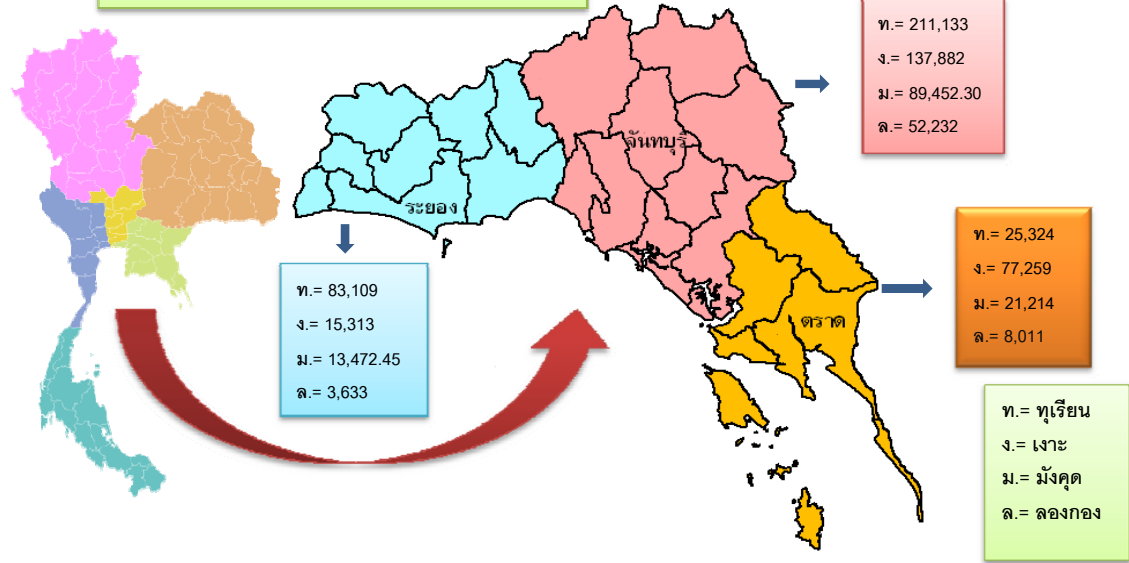 ท.= 211,133
ง.= 137,882
ม.= 89,452.30
ล.= 52,232
จันทบุรี
ระยอง
ท.= 83,109
ง.= 15,313
ม.= 13,472.45
ล.= 3,633
ตราด
ท.= 25,324
ง.= 77,259
ม.= 21,214
ล.= 8,011
ท.= ทุเรียน
ง.= เงาะ
ม.= มังคุด
ล.= ลองกอง